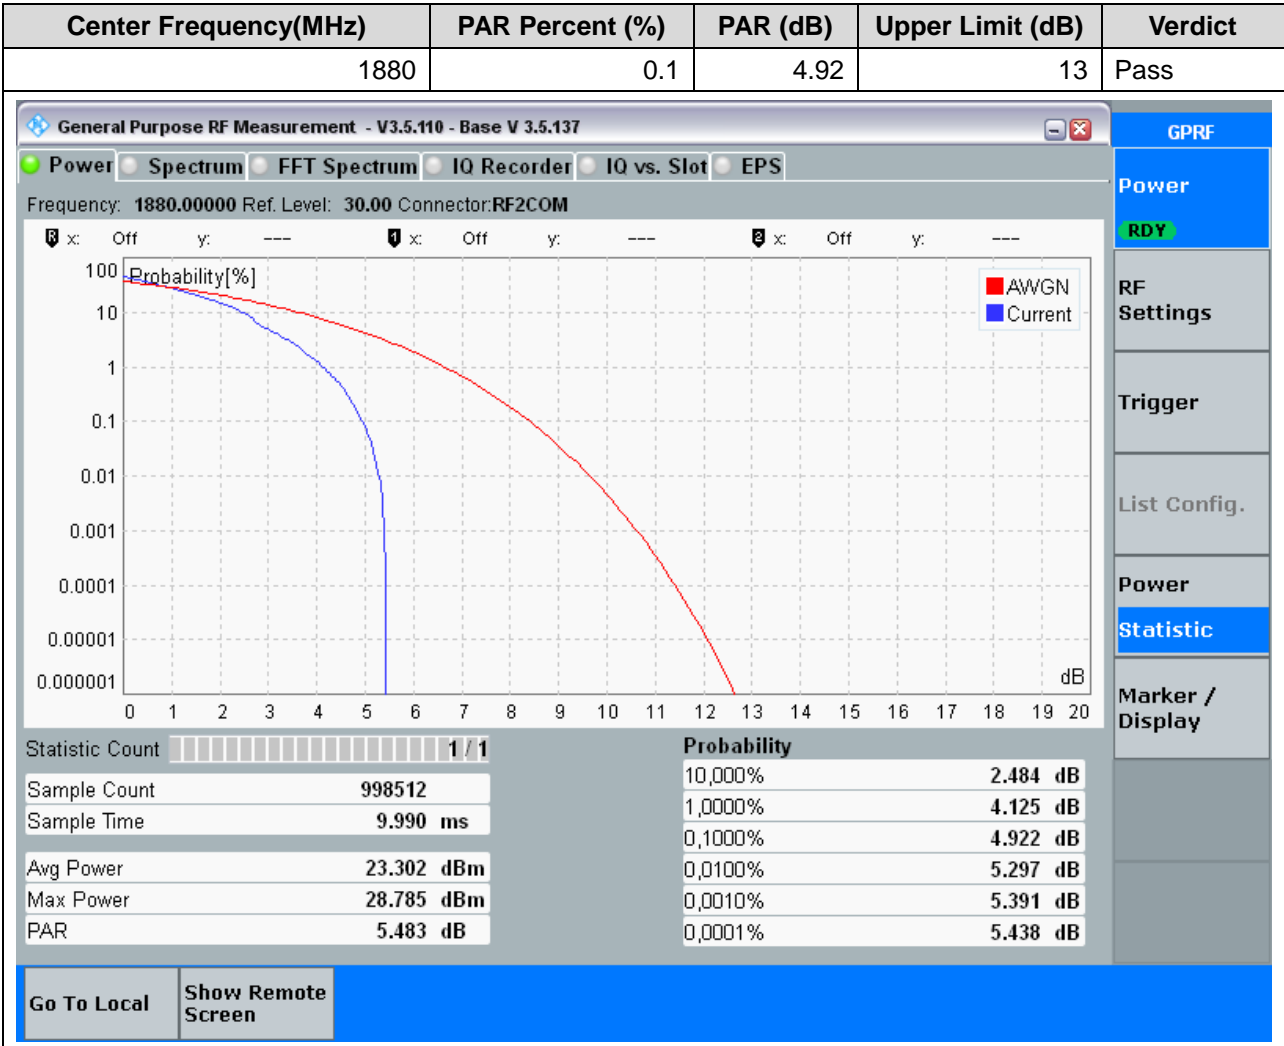 Center Frequency(MHz) PAR Percent (%) PAR (dB) Upper Limit (dB) Verdict
1880 0.1 4.92 13 Pass
General Purpose RF Measurement - V3.5.110 - Base V 3.5.137
GPRF
Power Spectrum FFT Spectrum IQ Recorder IQ vs. Slot EPS
Power
RDY
Frequency: 1880.00000 Ref. Level: 30.00 Connector:RF2COM
R x: Off y: --- 1 x: Off y: --- 2 x: Off y: ---
Probability[%]
AWGN
Current
100
10
1
0.1
0.01
0.001
0.0001
0.00001
0.000001
dB
0 1 2 3 4 5 6 7 8 9 10 11 12 13 14 15 16 17 18 19 20
RF
Settings
Trigger
List Config.
Power
Statistic
Marker /
Display
Statistic Count 1 / 1
Sample Count 998512
Sample Time 9.990 ms
Avg Power 23.302 dBm
Max Power 28.785 dBm
PAR 5.483 dB
Probability
10,000% 2.484 dB
1,0000% 4.125 dB
0,1000% 4.922 dB
0,0100% 5.297 dB
0,0010% 5.391 dB
0,0001% 5.438 dB
Go To Local
Show Remote
Screen